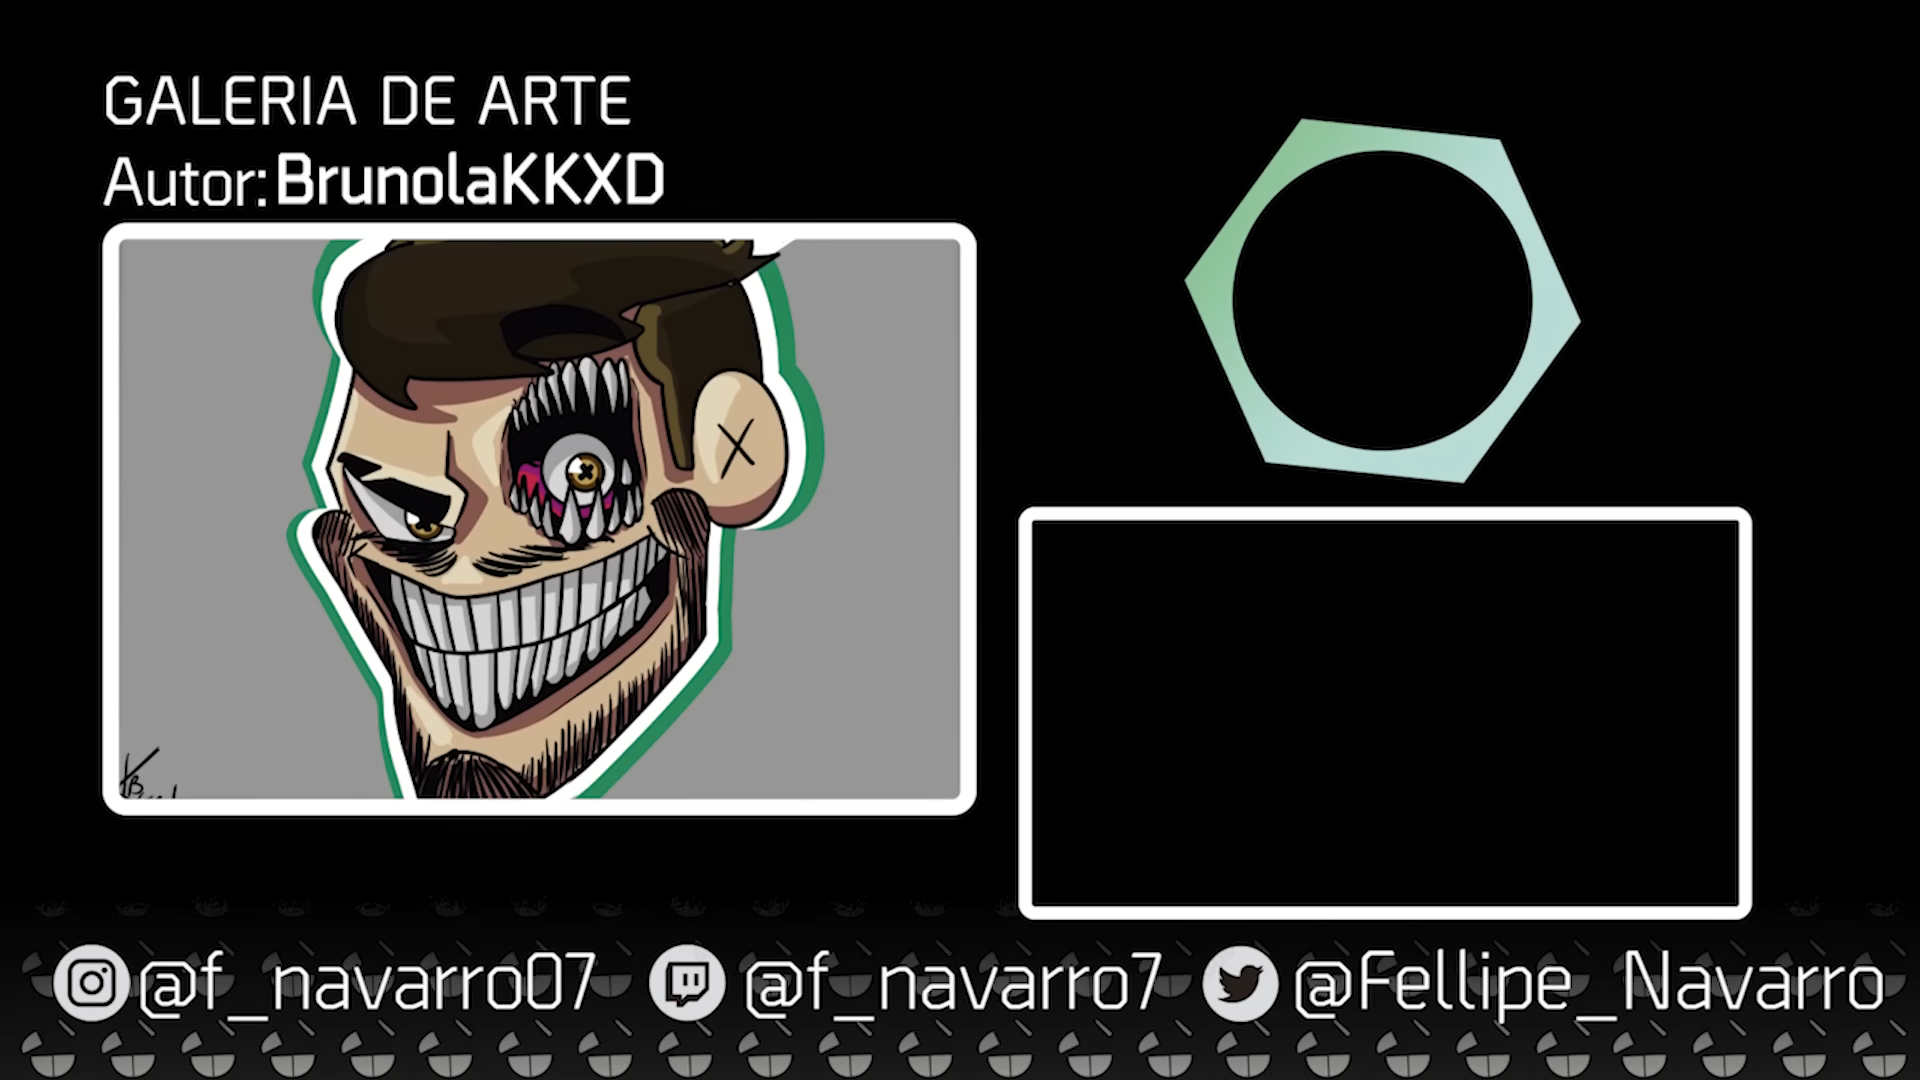 GALERIA DE ARTE
Autor: BrunolaKKXD
@f_navarro07
@f_navarro7
@Fellipe_Navarro